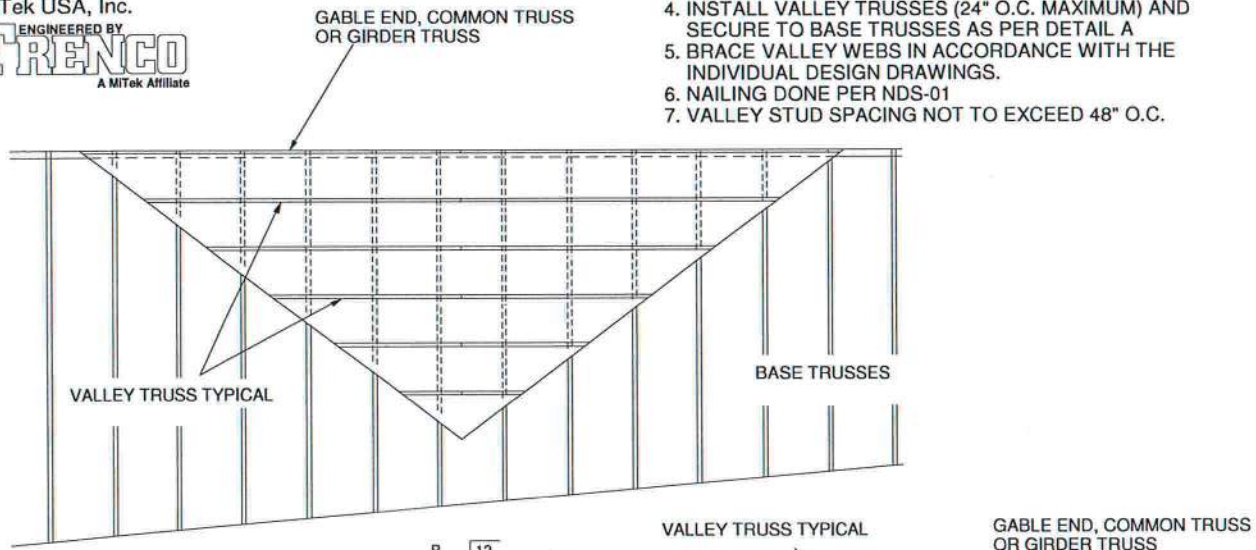 Tek USA, Inc.
ENGINEERED BY
TRENCO
A MiTek Affiliate
GABLE END, COMMON TRUSS
OR GIRDER TRUSS
4. INSTALL VALLEY TRUSSES (24" O.C. MAXIMUM) AND
SECURE TO BASE TRUSSES AS PER DETAIL A
5. BRACE VALLEY WEBS IN ACCORDANCE WITH THE
INDIVIDUAL DESIGN DRAWINGS.
6. NAILING DONE PER NDS-01
7. VALLEY STUD SPACING NOT TO EXCEED 48" O.C.
VALLEY TRUSS TYPICAL
BASE TRUSSES
VALLEY TRUSS TYPICAL
GABLE END, COMMON TRUSS
OR GIRDER TRUSS
12